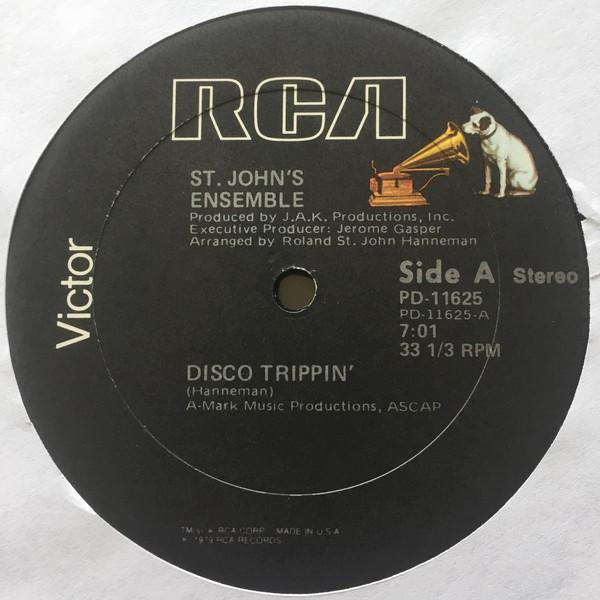 RCA
Victor
ST. JOHN'S
ENSEMBLE
Produced by J.A.K. Productions, Inc.
Executive Producer: Jerome Gasper
Arranged by Roland St. John Hanneman
Side A Stereo
PD-11625
PD-11625-A
7:01
33 1/3 RPM
DISCO TRIPPIN'
(Hanneman)
A-Mark Music Productions, ASCAP
RCA CORP. MADE IN U.S.A
1979 RCA RECORDS